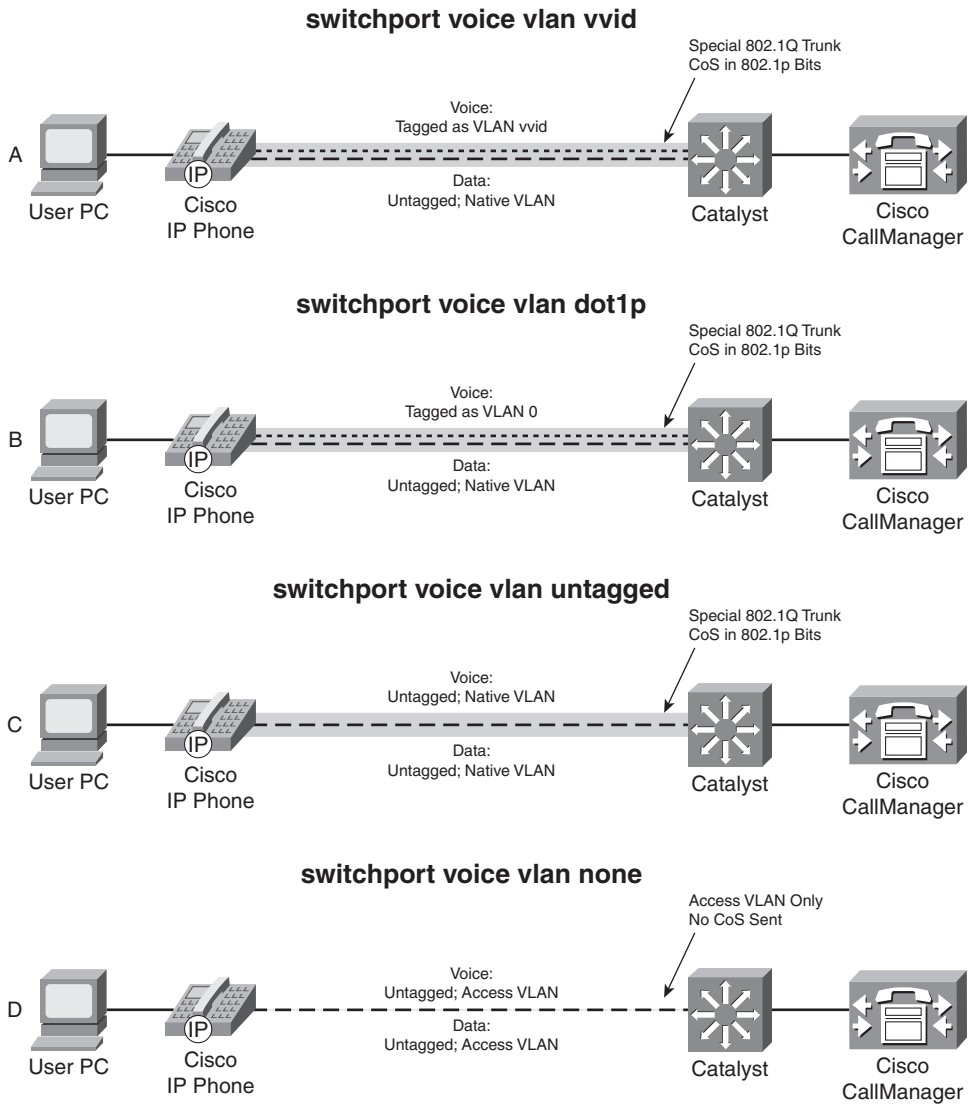 switchport voice vlan vvid
Special 802.1Q Trunk
CoS in 802.1p Bits
Voice:
Tagged as VLAN vvid
A
IP
Data:
Untagged; Native VLAN
User PC
Cisco
IP Phone
Catalyst
Cisco
CallManager
switchport voice vlan dot1p
Special 802.1Q Trunk
CoS in 802.1p Bits
Voice:
Tagged as VLAN 0
B
IP
Data:
Untagged; Native VLAN
User PC
Cisco
IP Phone
Catalyst
Cisco
CallManager
switchport voice vlan untagged
Special 802.1Q Trunk
CoS in 802.1p Bits
Voice:
Untagged; Native VLAN
C
IP
Data:
Untagged; Native VLAN
User PC
Cisco
IP Phone
Catalyst
Cisco
CallManager
switchport voice vlan none
Access VLAN Only
No CoS Sent
Voice:
Untagged; Access VLAN
D
IP
Data:
Untagged; Access VLAN
User PC
Cisco
IP Phone
Catalyst
Cisco
CallManager